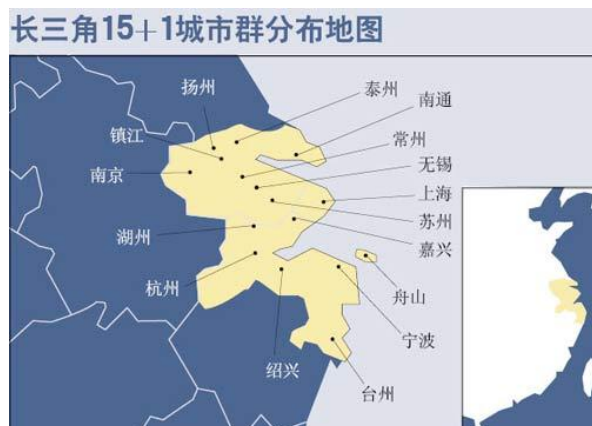 长三角15+1城市群分布地图
扬州
泰州
南通
镇江
常州
南京
无锡
上海
苏州
湖州
嘉兴
杭州
舟山
宁波
绍兴
台州